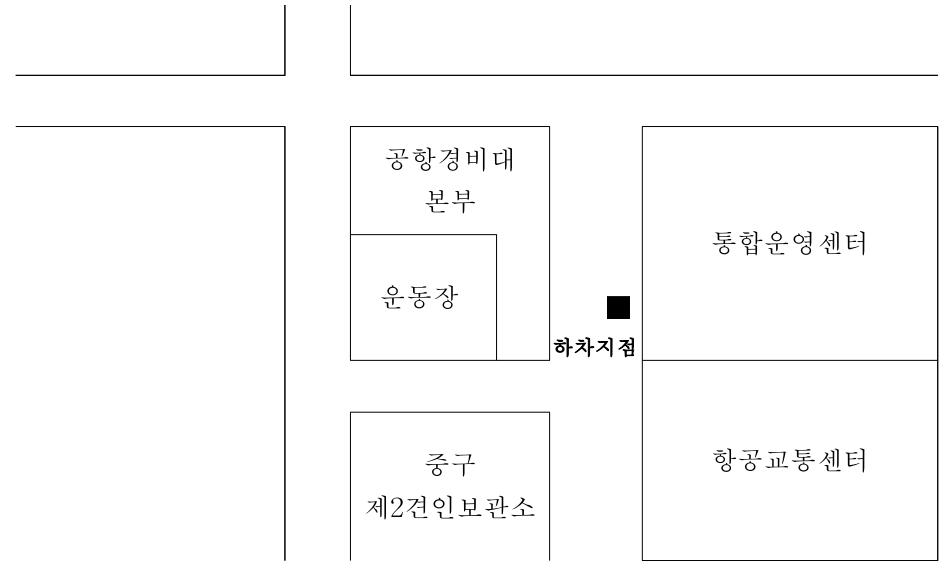 공항경비대
본부
통합운영센터
운동장
하차지점
중구
제2견인보관소
항공교통센터